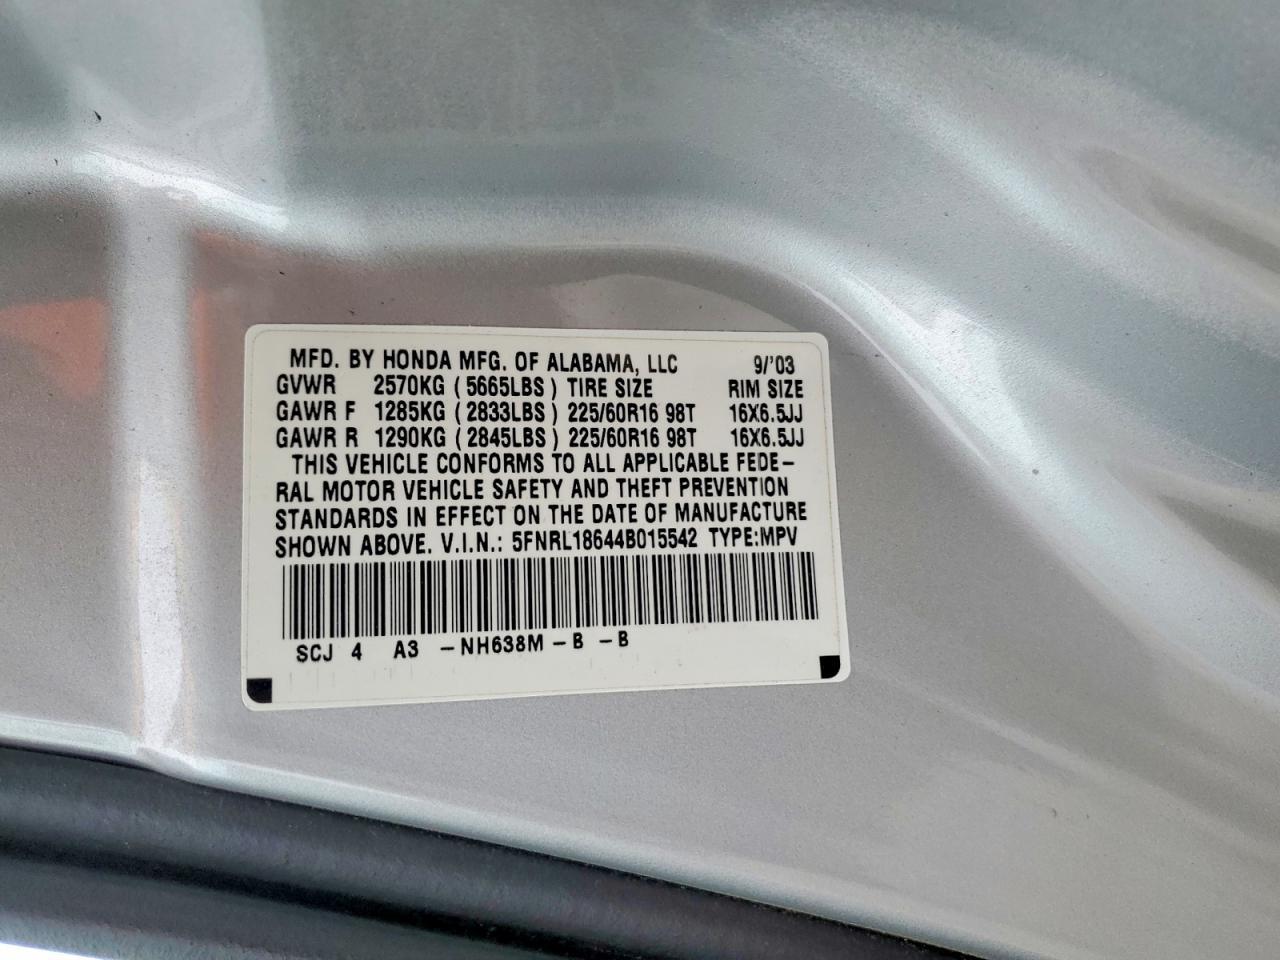 MFD. BY HONDA MFG. OF ALABAMA, LLC 9/'03
GVWR 2570KG (5665LBS) TIRE SIZE RIM SIZE
GAWR F 1285KG (2833LBS) 225/60R16 98T 16X6.5JJ
GAWR R 1290KG (2845LBS) 225/60R16 98T 16X6.5JJ
THIS VEHICLE CONFORMS TO ALL APPLICABLE FEDE-
RAL MOTOR VEHICLE SAFETY AND THEFT PREVENTION
STANDARDS IN EFFECT ON THE DATE OF MANUFACTURE
SHOWN ABOVE. V.I.N.: 5FNRL18644B015542 TYPE:MPV
SCJ 4 A3 -NH638M-B -B